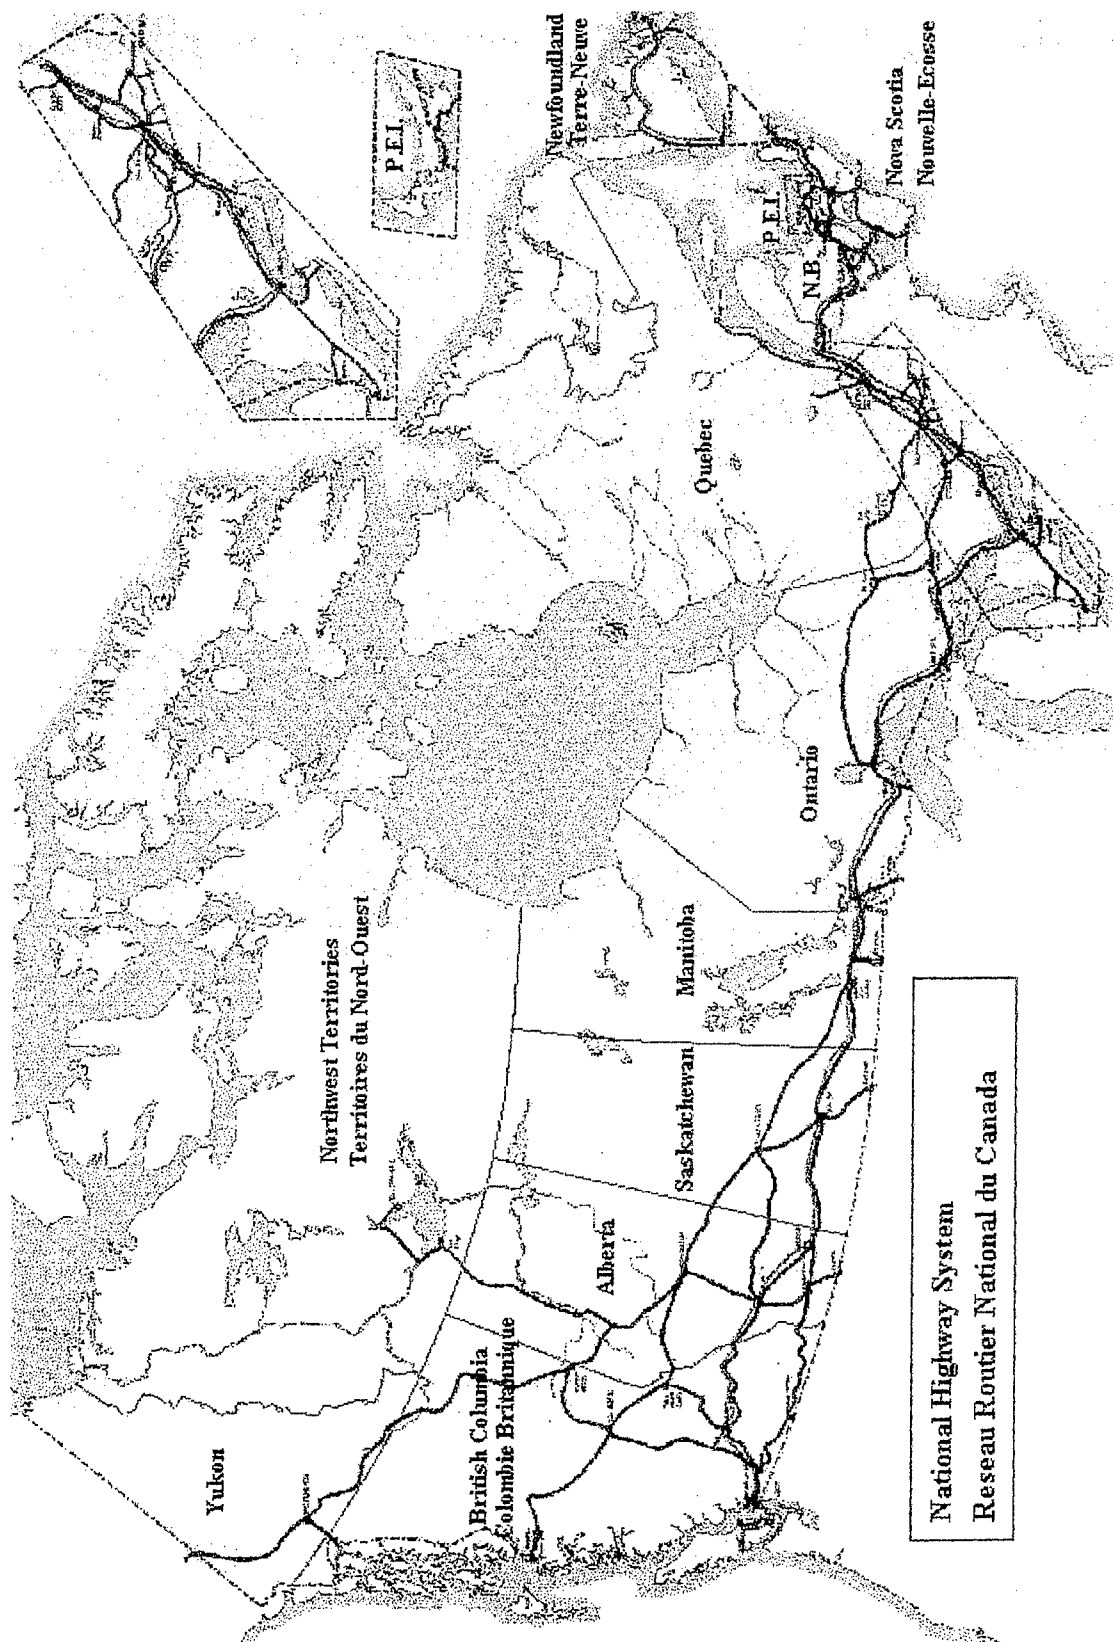 Yukon
Northwest Territories
Territoires du Nord-Ouest
British Columbia
Colombie Britannique
Alberta
Saskatchewan
Manitoba
Ontario
Quebec
Newfoundland
Terre-Neuve
P.E.I.
P.E.I.
N.B.
Nova Scotia
Nouvelle-Ecosse
National Highway System
Reseau Routier National du Canada